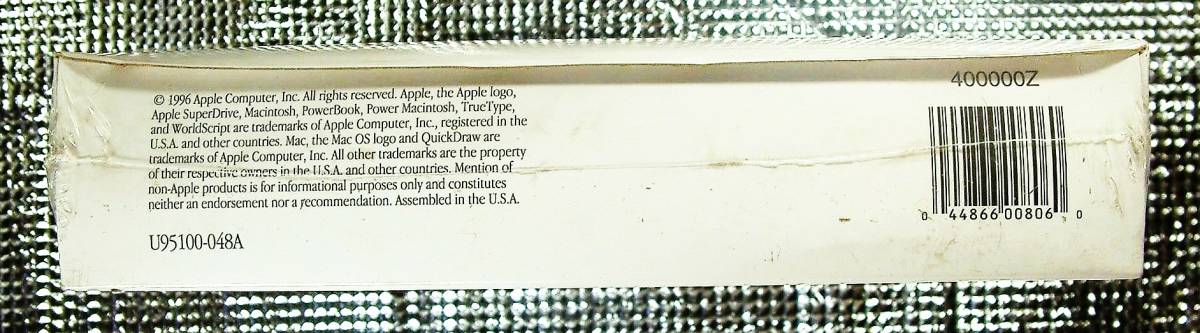 © 1996 Apple Computer, Inc. All rights reserved. Apple, the Apple logo,
Apple SuperDrive, Macintosh, PowerBook, Power Macintosh, TrueType,
and WorldScript are trademarks of Apple Computer, Inc., registered in the
U.S.A. and other countries. Mac, the Mac OS logo and QuickDraw are
trademarks of Apple Computer, Inc. All other trademarks are the property
of their respective owners in the U.S.A. and other countries. Mention of
non-Apple products is for informational purposes only and constitutes
neither an endorsement nor a recommendation. Assembled in the U.S.A.
U95100-048A
400000Z
0 44866 00806 0